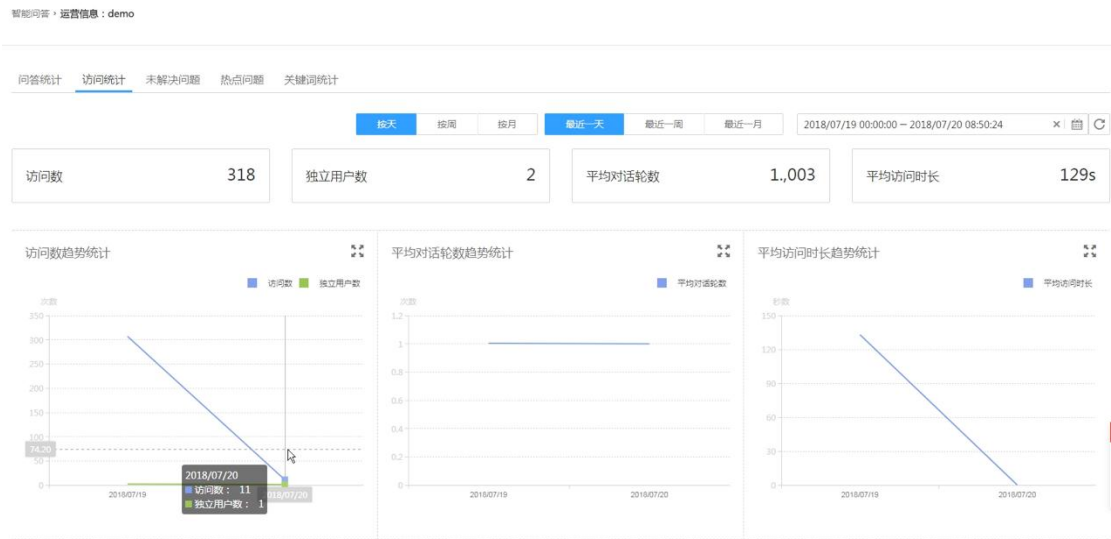 智能问答 › 运营信息：demo
问答统计 访问统计 未解决问题 热点问题 关键词统计
按天 按周 按月 最近一天 最近一周 最近一月 2018/07/19 00:00:00 ─ 2018/07/20 08:50:24 ×
访问数 318 独立用户数 2 平均对话轮数 1.,003 平均访问时长 129s
访问数趋势统计 平均对话轮数趋势统计 平均访问时长趋势统计
访问数 独立用户数 平均对话轮数 平均访问时长
次数 次数 秒数
350 1.2 150
300 1 120
250 0.8 90
200 0.6 60
150 0.4 30
100 0.2 0
74.20 0
50
0
2018/07/20
访问数： 11
独立用户数： 1
2018/07/19 2018/07/20 2018/07/19 2018/07/20 2018/07/19 2018/07/20